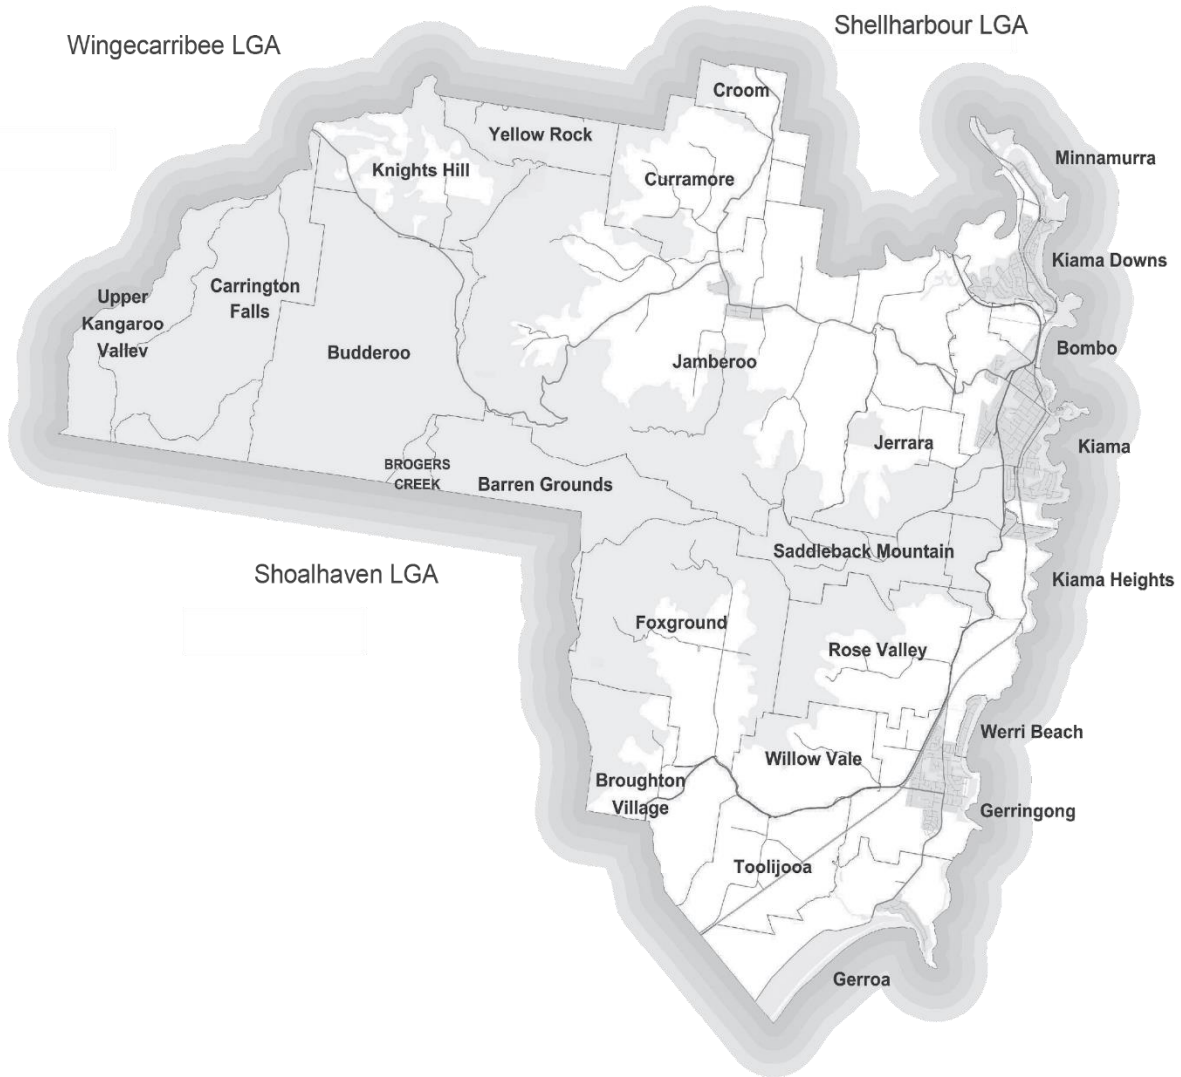 Shellharbour LGA
Wingecarribee LGA
Croom
Yellow Rock
Minnamurra
Knights Hill
Curramore
Kiama Downs
Carrington
Falls
Upper
Kangaroo
Vallev
Budderoo
Jamberoo
Bombo
Jerrara
Kiama
BROGERS
CREEK
Barren Grounds
Saddleback Mountain
Shoalhaven LGA
Kiama Heights
Foxground
Rose Valley
Werri Beach
Willow Vale
Broughton
Village
Gerringong
Toolijooa
Gerroa